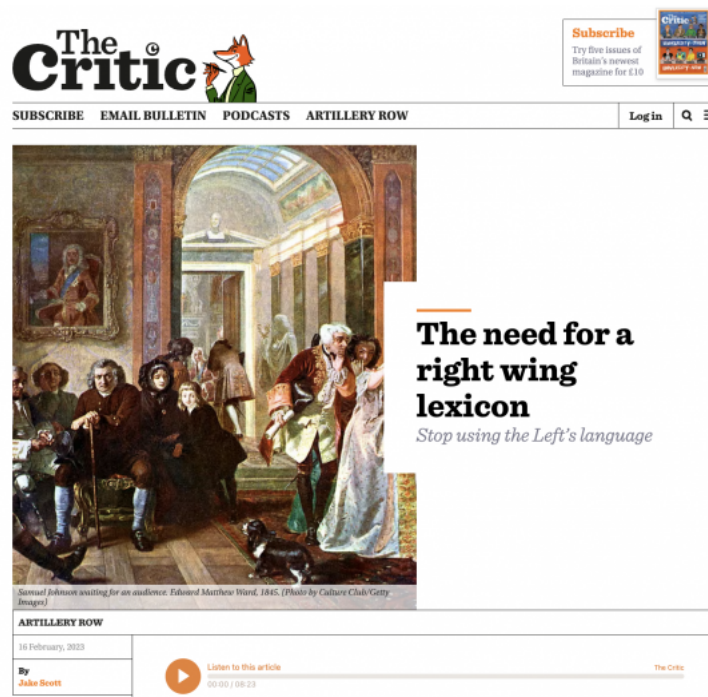 The
Critic
Subscribe
Try five issues of
Britain's newest
magazine for £10
SUBSCRIBE EMAIL BULLETIN PODCASTS ARTILLERY ROW
Log in
The need for a
right wing
lexicon
Stop using the Left's language
Samuel Johnson waiting for an audience. Edward Matthew Ward, 1845. (Photo by Culture Club/Getty
Images)
ARTILLERY ROW
16 February, 2023
By
Jake Scott
Listen to this article
The Critic
00:00 / 08:23